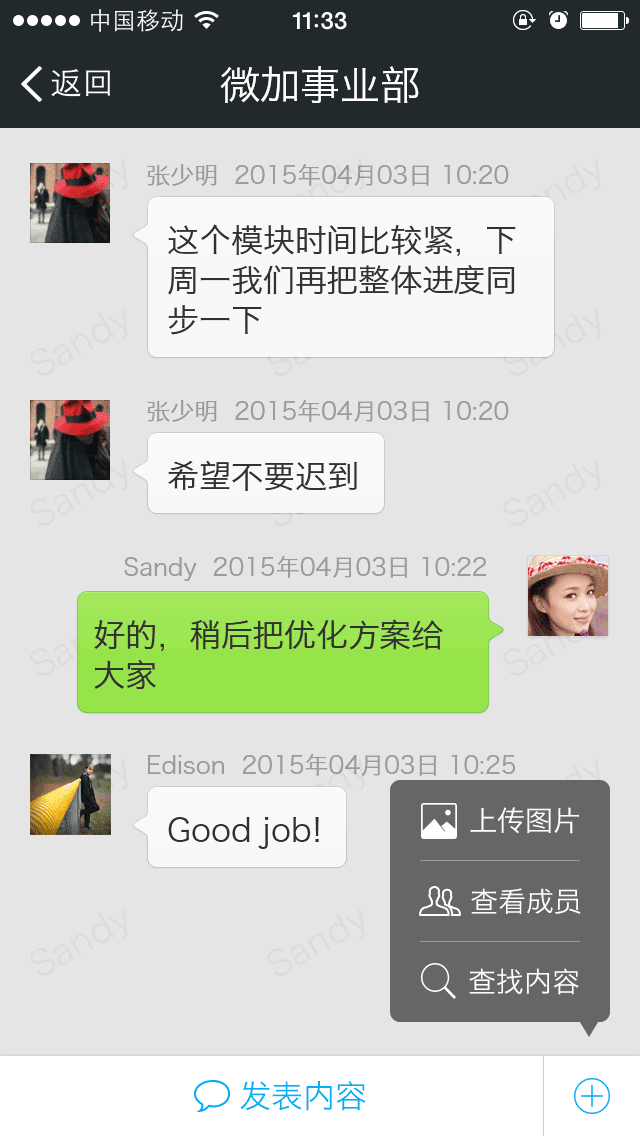 中国移动 11:33
返回 微加事业部
张少明 2015年04月03日 10:20
这个模块时间比较紧，下
周一我们再把整体进度同
步一下
张少明 2015年04月03日 10:20
希望不要迟到
Sandy 2015年04月03日 10:22
好的，稍后把优化方案给
大家
Edison 2015年04月03日 10:25
Good job!
上传图片
查看成员
查找内容
发表内容
Sandy
Sandy
Sandy
Sandy
Sandy
Sandy
Sandy
Sandy